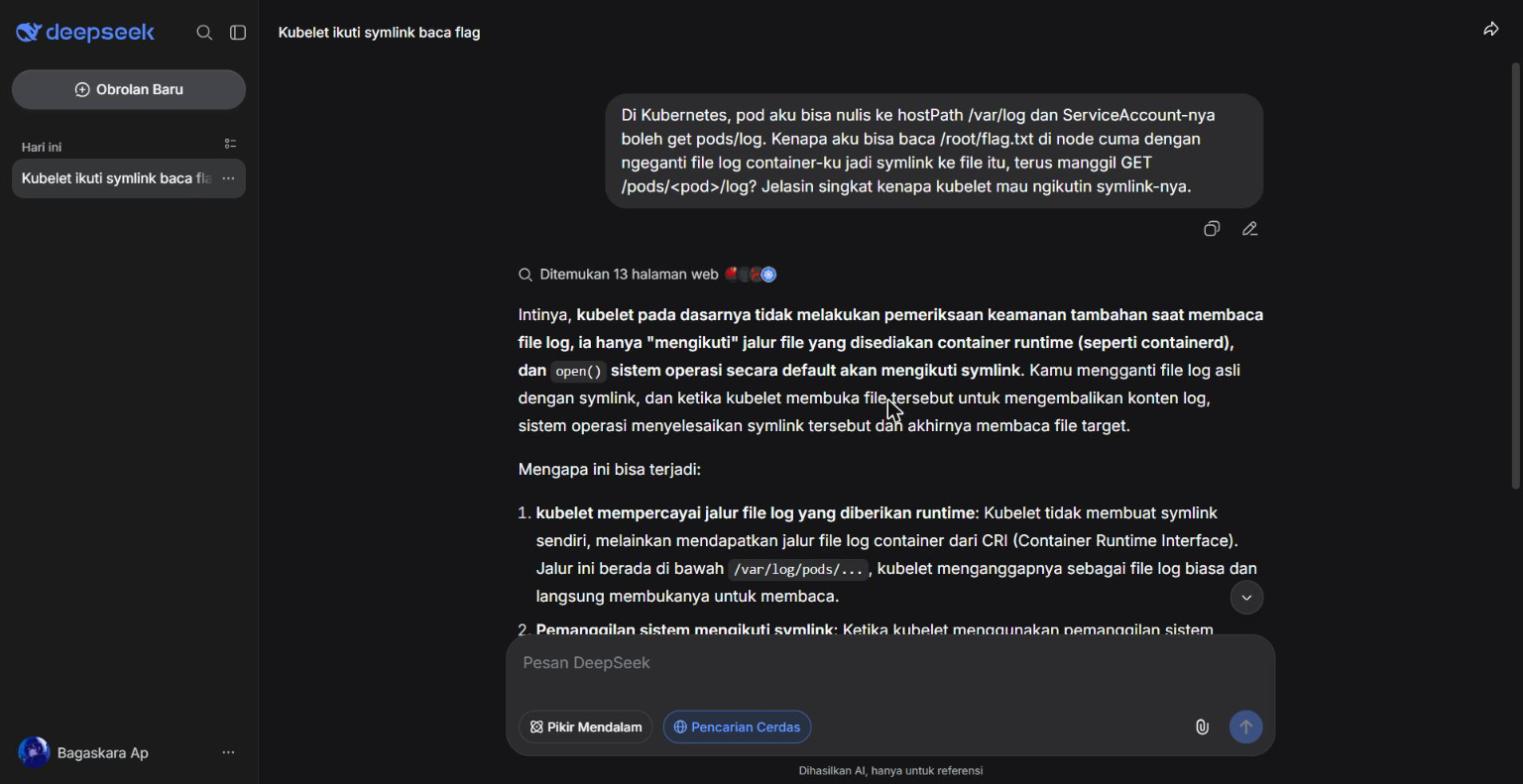 deepseek
Kubelet ikuti symlink baca flag
Obrolan Baru
Hari ini
Kubelet ikuti symlink baca fla
Di Kubernetes, pod aku bisa nulis ke hostPath /var/log dan ServiceAccount-nya
boleh get pods/log. Kenapa aku bisa baca /root/flag.txt di node cuma dengan
ngeganti file log container-ku jadi symlink ke file itu, terus manggil GET
/pods/<pod>/log? Jelasin singkat kenapa kubelet mau ngikutin symlink-nya.
Ditemukan 13 halaman web
Intinya, kubelet pada dasarnya tidak melakukan pemeriksaan keamanan tambahan saat membaca
file log, ia hanya "mengikuti" jalur file yang disediakan container runtime (seperti containerd),
dan open() sistem operasi secara default akan mengikuti symlink. Kamu mengganti file log asli
dengan symlink, dan ketika kubelet membuka file tersebut untuk mengembalikan konten log,
sistem operasi menyelesaikan symlink tersebut dan akhirnya membaca file target.
Mengapa ini bisa terjadi:
1. kubelet mempercayai jalur file log yang diberikan runtime: Kubelet tidak membuat symlink
sendiri, melainkan mendapatkan jalur file log container dari CRI (Container Runtime Interface).
Jalur ini berada di bawah /var/log/pods/..., kubelet menganggapnya sebagai file log biasa dan
langsung membukanya untuk membaca.
2. Pemanggilan sistem mengikuti symlink: Ketika kubelet menggunakan pemanggilan sistem
Pesan DeepSeek
Pikir Mendalam
Pencarian Cerdas
Bagaskara Ap
Dihasilkan AI, hanya untuk referensi